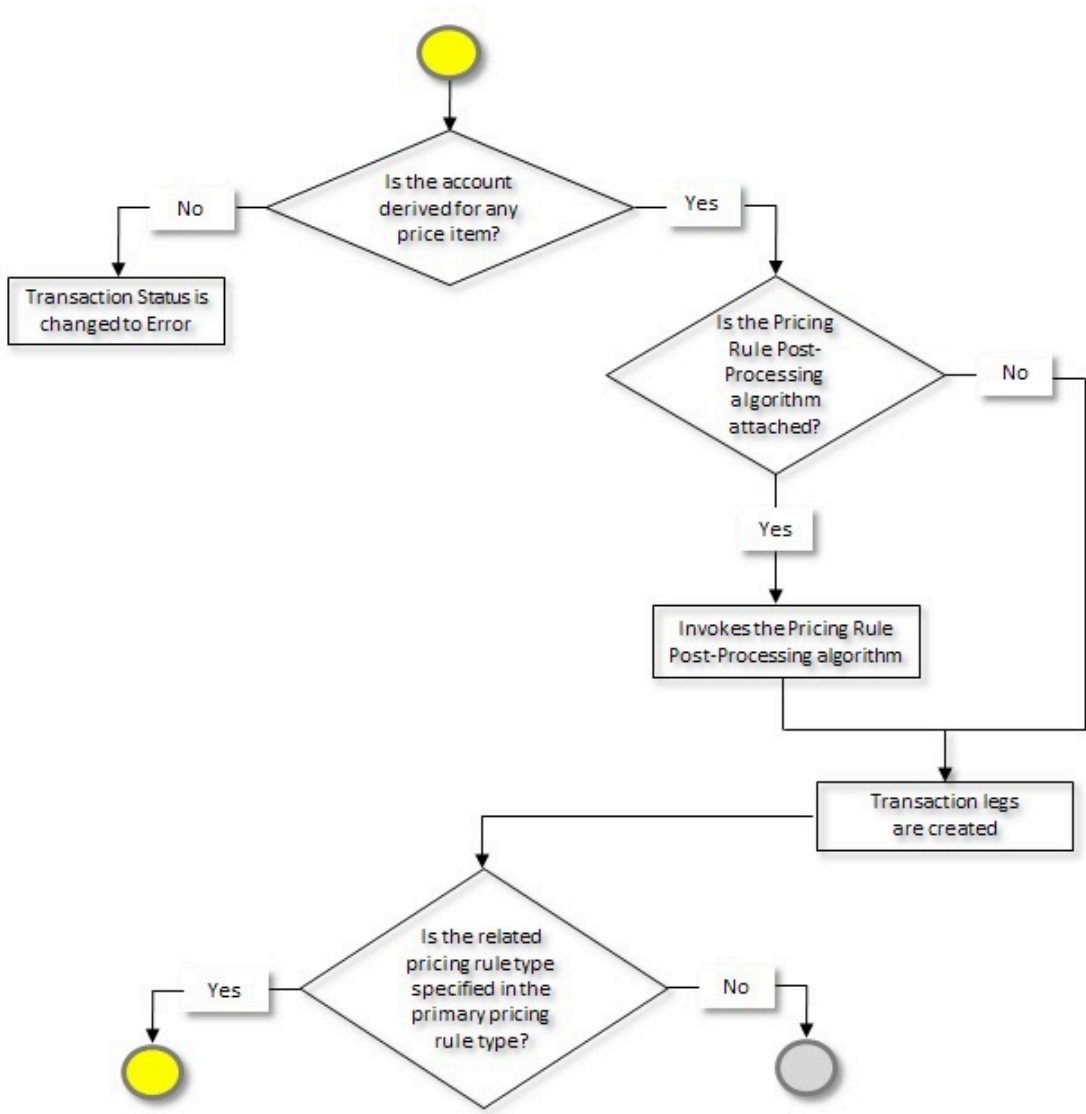 Is the account
derived for any
price item?
No
Yes
Transaction Status is
changed to Error
Is the Pricing
Rule Post-
Processing
algorithm
attached?
No
Yes
Invokes the Pricing Rule
Post-Processing algorithm
Transaction legs
are created
Is the related
pricing rule type
specified in the
primary pricing
rule type?
Yes
No